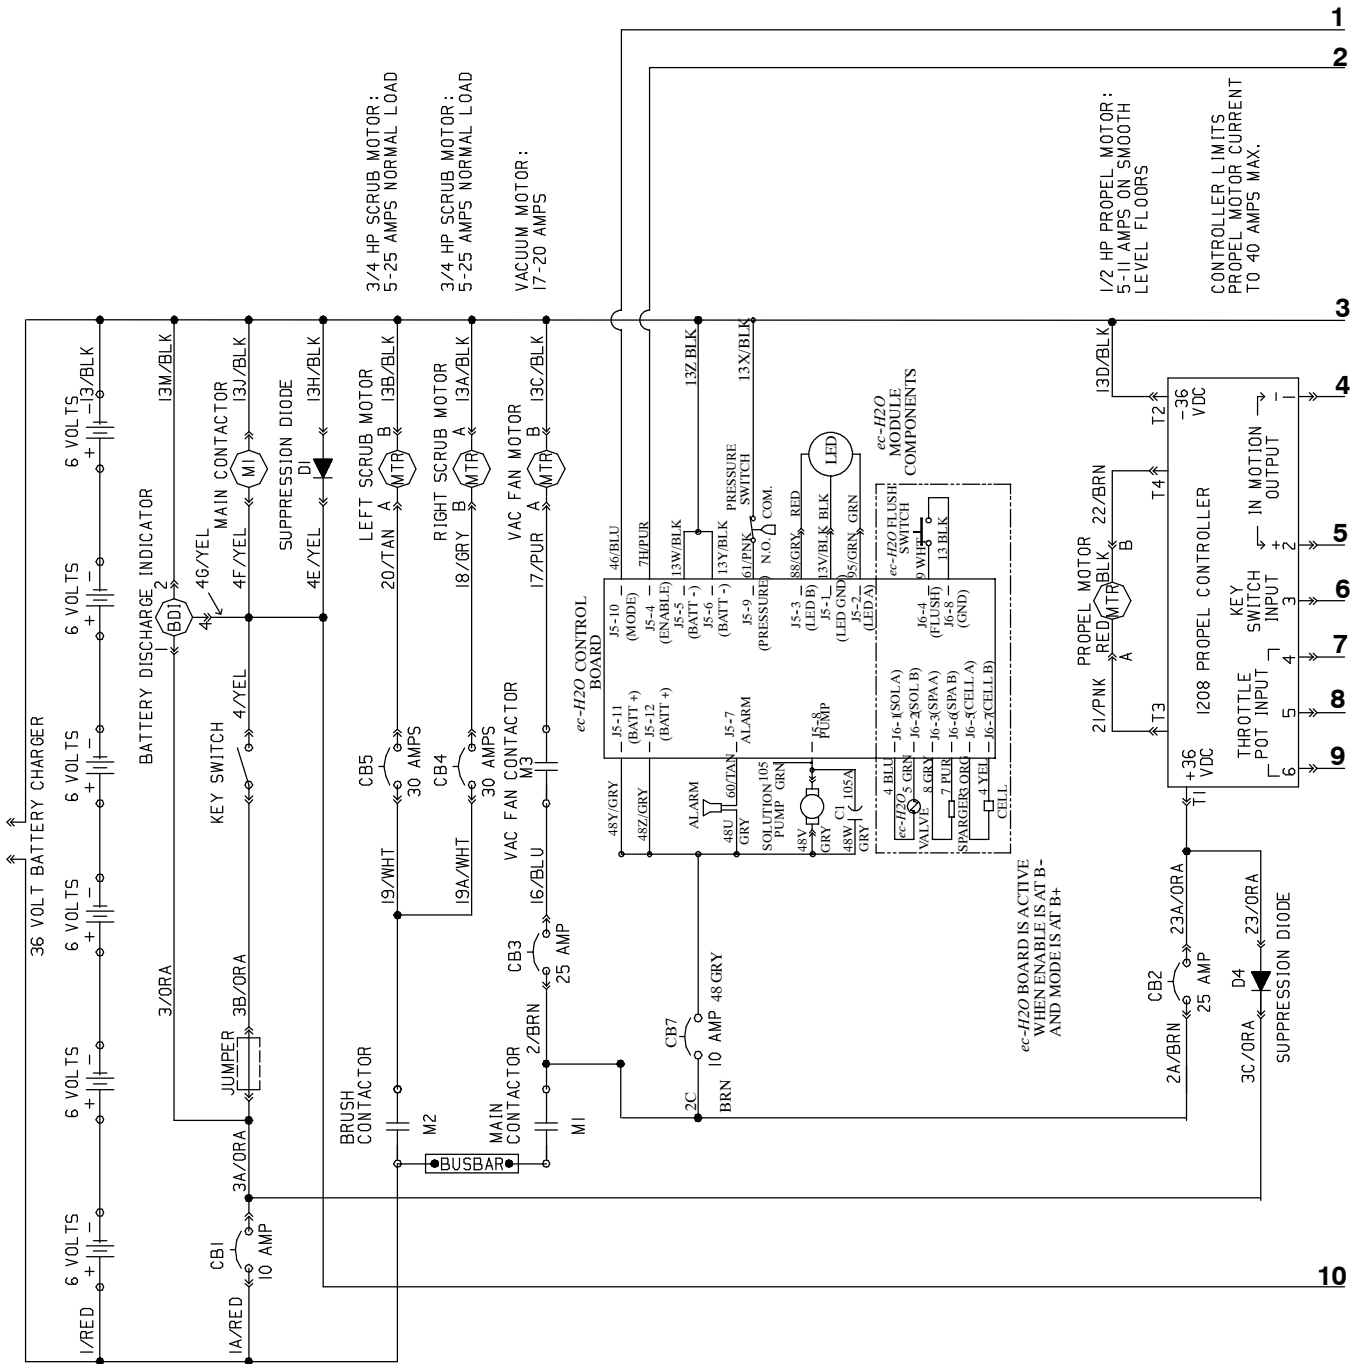 1
2
3
4
5
6
7
8
9
10
3/4 HP SCRUB MOTOR:
5-25 AMPS NORMAL LOAD
3/4 HP SCRUB MOTOR:
5-25 AMPS NORMAL LOAD
VACUUM MOTOR:
17-20 AMPS
1/2 HP PROPEL MOTOR:
5-11 AMPS ON SMOOTH
LEVEL FLOORS
CONTROLLER LIMITS
PROPEL MOTOR CURRENT
TO 40 AMPS MAX.
36 VOLT BATTERY CHARGER
13/BLK
6 VOLTS
+ -
6 VOLTS
+ -
6 VOLTS
+ -
6 VOLTS
+ -
6 VOLTS
+ -
6 VOLTS
+ -
1/RED
13M/BLK
BATTERY DISCHARGE INDICATOR
2
BDI
1
4
4G/YEL
3/ORA
13J/BLK
MAIN CONTACTOR
M1
4F/YEL
4/YEL
KEY SWITCH
3B/ORA
JUMPER
3A/ORA
CB1
10 AMP
1A/RED
13H/BLK
SUPPRESSION DIODE
D1
4E/YEL
13B/BLK
LEFT SCRUB MOTOR
B
MTR
A
20/TAN
CB5
30 AMPS
19/WHT
BRUSH
CONTACTOR
M2
BUSBAR
13A/BLK
RIGHT SCRUB MOTOR
A
MTR
B
18/GRY
CB4
30 AMPS
19A/WHT
13C/BLK
VAC FAN MOTOR
B
MTR
A
17/PUR
VAC FAN CONTACTOR
M3
16/BLU
CB3
25 AMP
2/BRN
MAIN
CONTACTOR
M1
ec-H2O CONTROL
BOARD
46/BLU
7H/PUR
13Z BLK
13W/BLK
13Y/BLK
13X/BLK
PRESSURE
SWITCH
COM.
N.O.
61/PNK
LED
88/GRY
RED
13V/BLK
BLK
95/GRN
GRN
ec-H2O
MODULE
COMPONENTS
ec-H2O FLUSH
SWITCH
9 WHT
13 BLK
J5-10
(MODE)
J5-4
(ENABLE)
J5-5
(BATT -)
J5-6
(BATT -)
J5-9
(PRESSURE)
J5-3
(LED B)
J5-1
(LED GND)
J5-2
(LED A)
J6-4
(FLUSH)
J6-8
(GND)
J5-11
(BATT +)
J5-12
(BATT +)
J5-7
ALARM
J5-8
PUMP
J6-1(SOL A)
J6-2(SOL B)
J6-3(SPA A)
J6-6(SPA B)
J6-5(CELL A)
J6-7(CELL B)
48Y/GRY
48Z/GRY
ALARM
60/TAN
48U
GRY
SOLUTION
PUMP
105
GRN
48V
GRY
C1
105A
48W
GRY
4 BLU
5 GRN
ec-H2O
VALVE
8 GRY
7 PUR
SPARGER
3 ORG
4 YEL
CELL
48 GRY
CB7
10 AMP
2C
BRN
ec-H2O BOARD IS ACTIVE
WHEN ENABLE IS AT B-
AND MODE IS AT B+
13D/BLK
T2
-36
VDC
22/BRN
T4
PROPEL MOTOR
BLK
B
MTR
RED
A
21/PNK
T3
1208 PROPEL CONTROLLER
+36
VDC
T1
- 1
IN MOTION
OUTPUT
+ 2
KEY
SWITCH
INPUT
3
THROTTLE
POT INPUT
4
5
6
23A/ORA
CB2
25 AMP
2A/BRN
23/ORA
D4
SUPPRESSION DIODE
3C/ORA